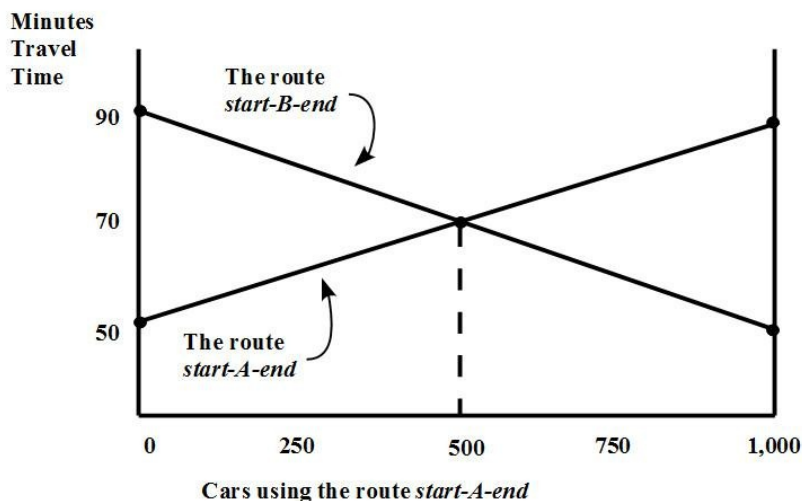 Minutes
Travel
Time
The route
start-B-end
90
70
50
The route
start-A-end
0 250 500 750 1,000
Cars using the route start-A-end